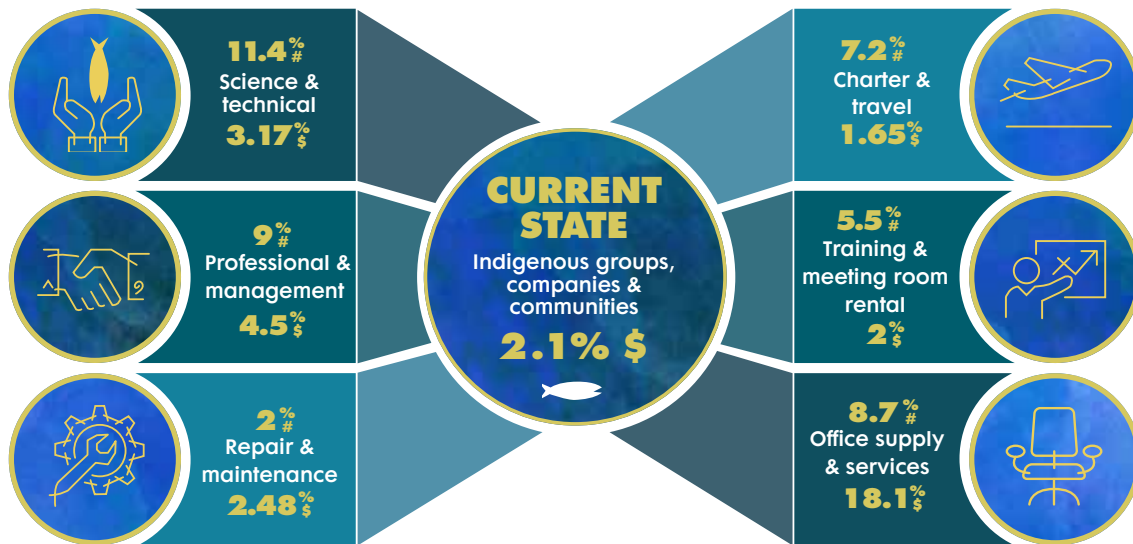 11.4%#
Science &
technical
3.17%$
9%#
Professional &
management
4.5%$
2%#
Repair &
maintenance
2.48%$
CURRENT
STATE
Indigenous groups,
companies &
communities
2.1% $
7.2%#
Charter &
travel
1.65%$
5.5%#
Training &
meeting room
rental
2%$
8.7%#
Office supply
& services
18.1%$